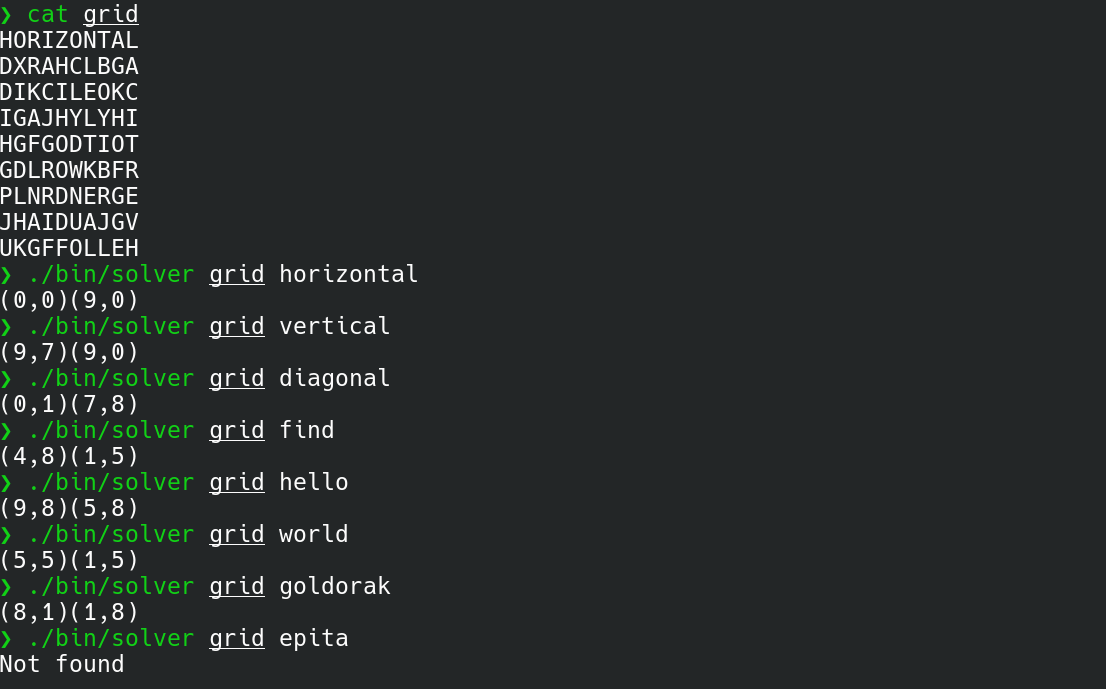 ❯ cat grid
HORIZONTAL
DXRAHCLBGA
DIKCILEOKC
IGAJHYLYHI
HGFGODTIOT
GDLROWKBFR
PLNRDNERGE
JHAIDUAJGV
UKGFFOLLEH
❯ ./bin/solver grid horizontal
(0,0)(9,0)
❯ ./bin/solver grid vertical
(9,7)(9,0)
❯ ./bin/solver grid diagonal
(0,1)(7,8)
❯ ./bin/solver grid find
(4,8)(1,5)
❯ ./bin/solver grid hello
(9,8)(5,8)
❯ ./bin/solver grid world
(5,5)(1,5)
❯ ./bin/solver grid goldorak
(8,1)(1,8)
❯ ./bin/solver grid epita
Not found